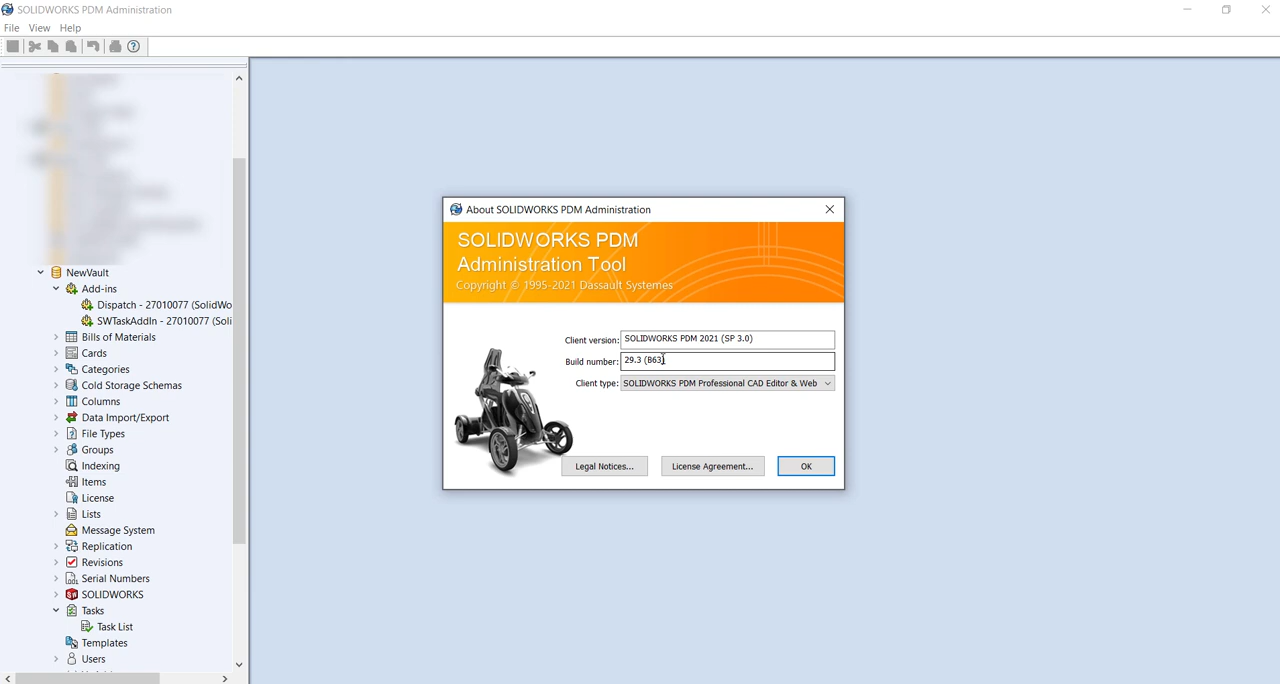 SOLIDWORKS PDM Administration
File View Help
NewVault
Add-ins
Dispatch - 27010077 (SolidWo
SWTaskAddIn - 27010077 (Soli
Bills of Materials
Cards
Categories
Cold Storage Schemas
Columns
Data Import/Export
File Types
Groups
Indexing
Items
License
Lists
Message System
Replication
Revisions
Serial Numbers
SOLIDWORKS
Tasks
Task List
Templates
Users
About SOLIDWORKS PDM Administration
SOLIDWORKS PDM
Administration Tool
Copyright © 1995-2021 Dassault Systemes
Client version: SOLIDWORKS PDM 2021 (SP 3.0)
Build number: 29.3 (B63)
Client type: SOLIDWORKS PDM Professional CAD Editor & Web
Legal Notices... License Agreement... OK